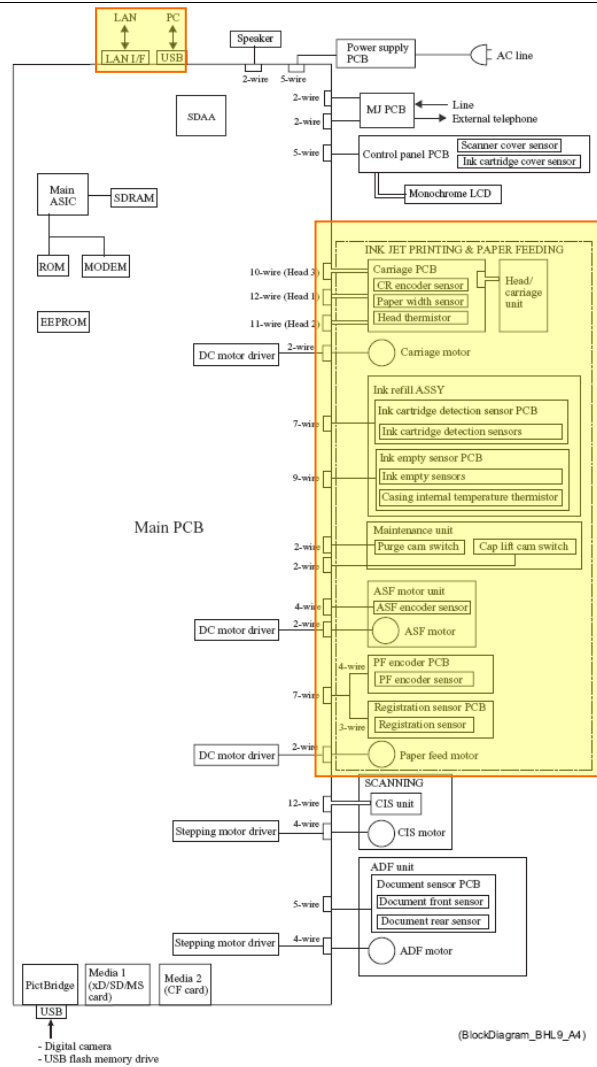 LAN PC
LAN I/F USB
Speaker
Power supply
PCB
AC line
2-wire 5-wire
2-wire
2-wire
MJ PCB
Line
External telephone
SDAA
5-wire
Control panel PCB
Scanner cover sensor
Ink cartridge cover sensor
Monochrome LCD
Main
ASIC
SDRAM
ROM MODEM
EEPROM
INK JET PRINTING & PAPER FEEDING
10-wire (Head 3)
12-wire (Head 1)
11-wire (Head 2)
Carriage PCB
CR encoder sensor
Paper width sensor
Head thermistor
Head/
carriage
unit
DC motor driver
2-wire
Carriage motor
Ink refill ASSY
7-wire
Ink cartridge detection sensor PCB
Ink cartridge detection sensors
9-wire
Ink empty sensor PCB
Ink empty sensors
Casing internal temperature thermistor
Main PCB
Maintenance unit
2-wire
Purge cam switch Cap lift cam switch
2-wire
ASF motor unit
4-wire
ASF encoder sensor
DC motor driver
2-wire
ASF motor
7-wire
4-wire
PF encoder PCB
PF encoder sensor
3-wire
Registration sensor PCB
Registration sensor
DC motor driver
2-wire
Paper feed motor
SCANNING
12-wire
CIS unit
Stepping motor driver
4-wire
CIS motor
ADF unit
5-wire
Document sensor PCB
Document front sensor
Document rear sensor
Stepping motor driver
4-wire
ADF motor
PictBridge
Media 1
(xD/SD/MS
card)
Media 2
(CF card)
USB
- Digital camera
- USB flash memory drive
(BlockDiagram_BHL9_A4)